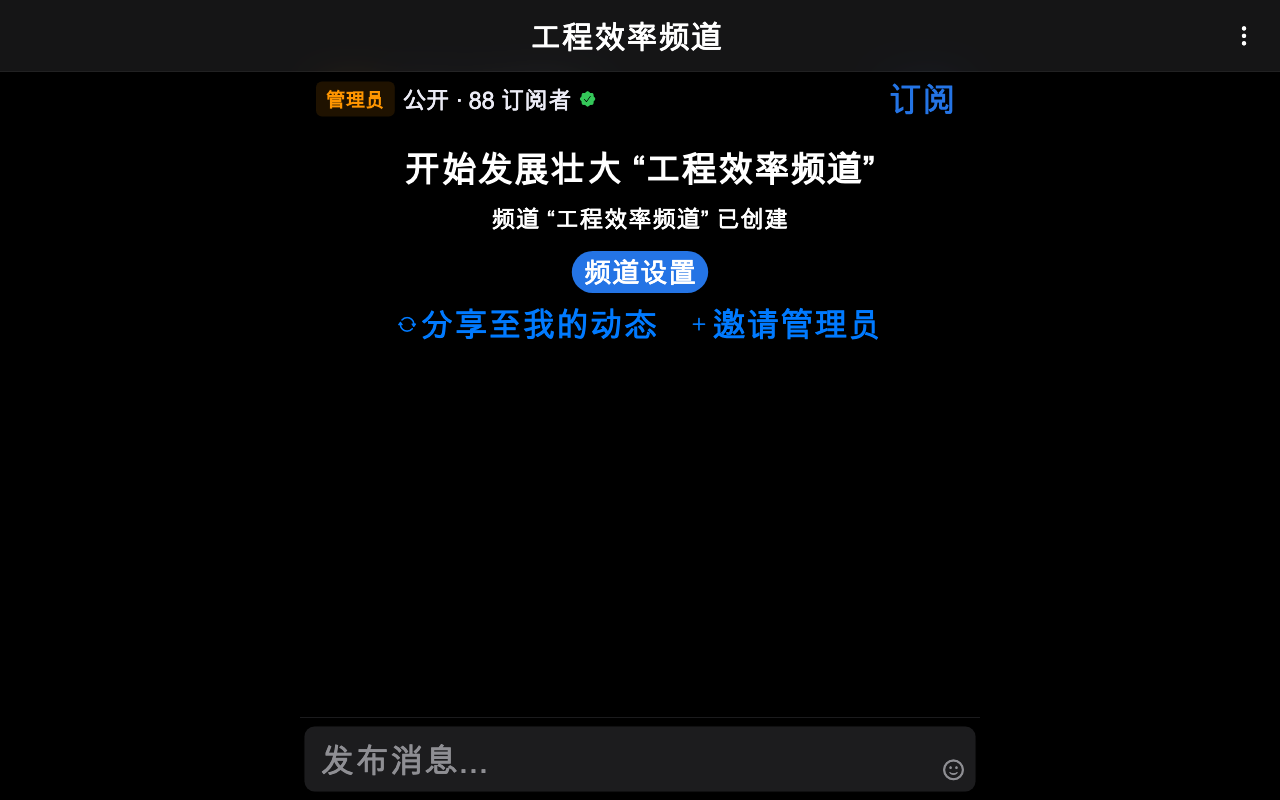 工程效率频道
管理员 公开 · 88 订阅者 订阅
开始发展壮大 “工程效率频道”
频道 “工程效率频道” 已创建
频道设置
分享至我的动态 + 邀请管理员
发布消息...